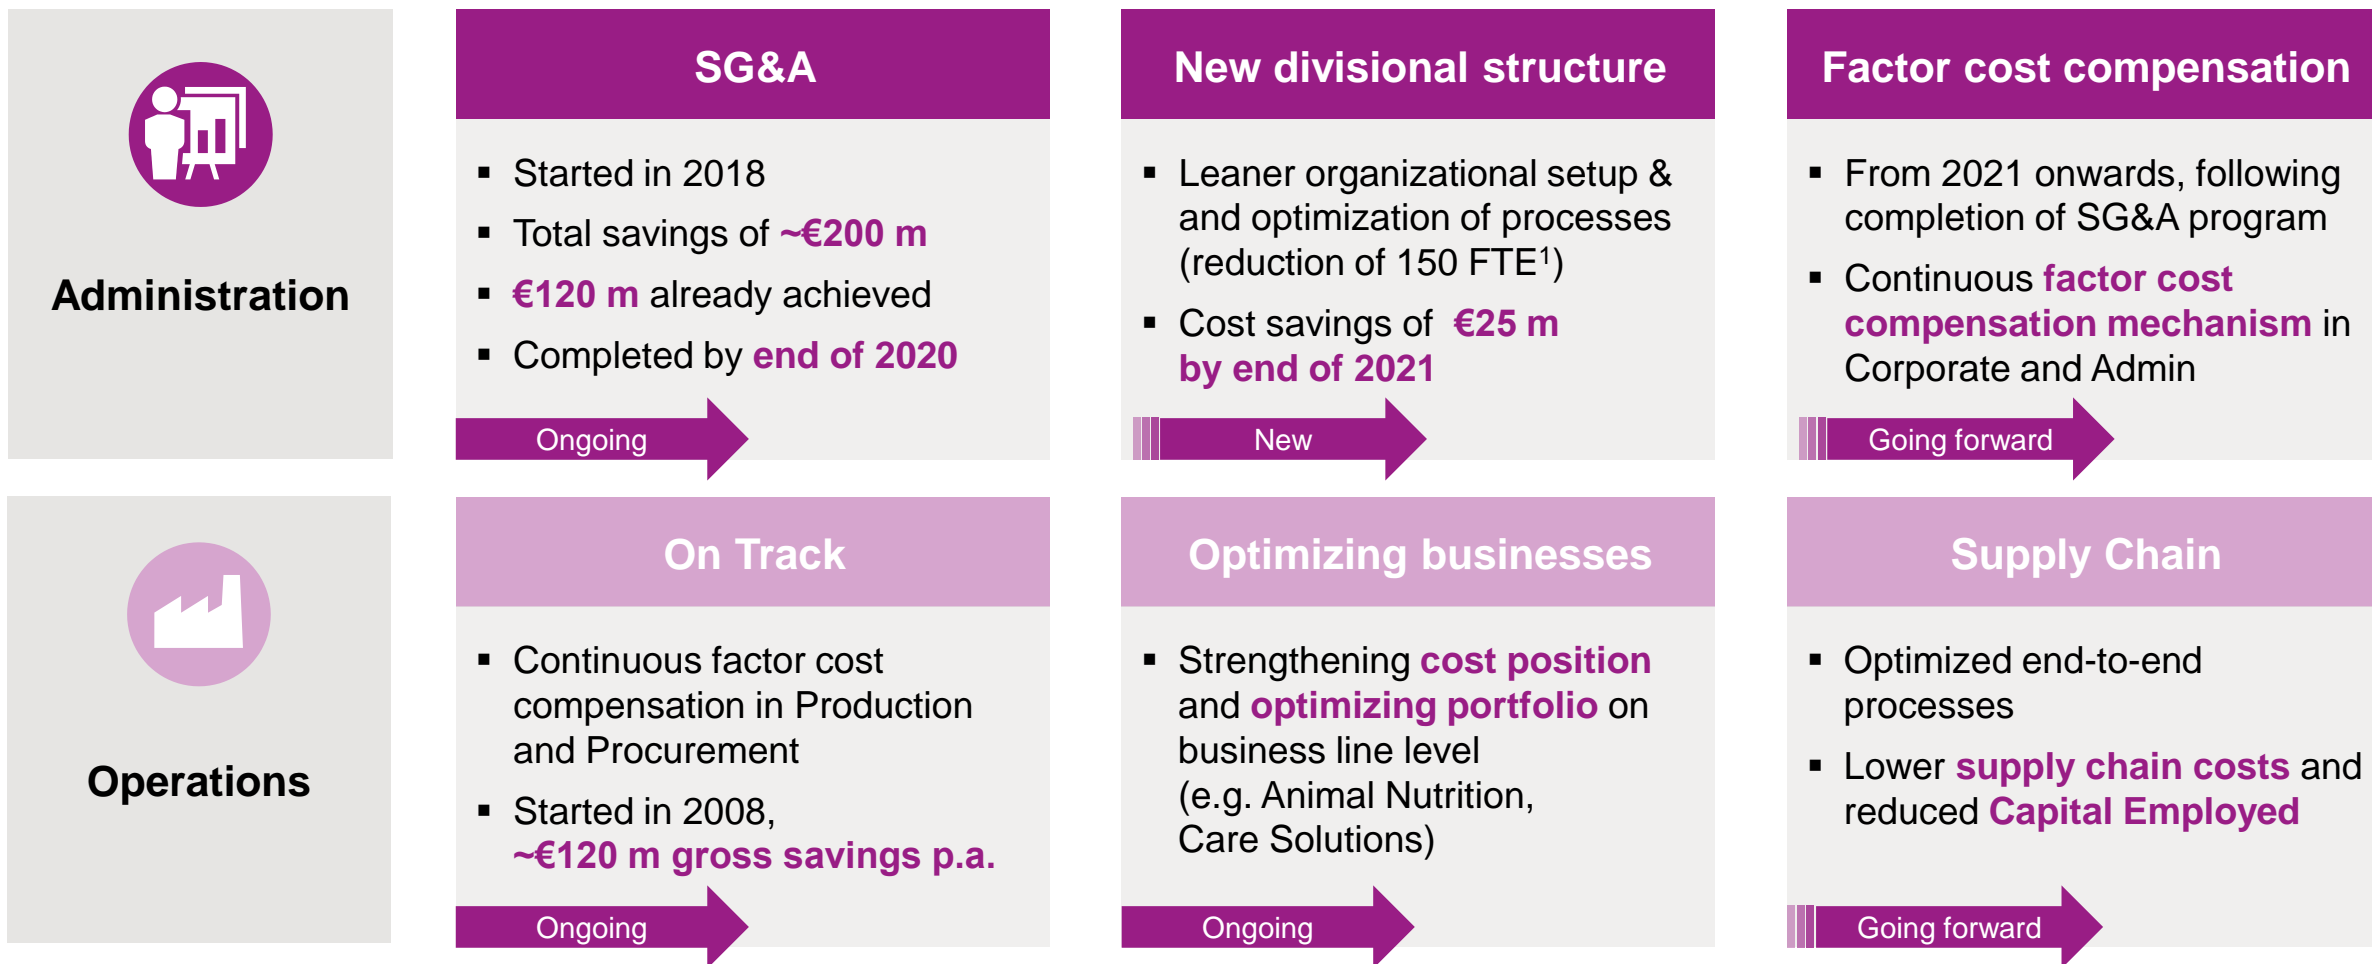 Administration
SG&A
▪ Started in 2018
▪ Total savings of ~€200 m
▪ €120 m already achieved
▪ Completed by end of 2020
Ongoing
New divisional structure
▪ Leaner organizational setup &
and optimization of processes
(reduction of 150 FTE¹)
▪ Cost savings of €25 m
by end of 2021
New
Factor cost compensation
▪ From 2021 onwards, following
completion of SG&A program
▪ Continuous factor cost
compensation mechanism in
Corporate and Admin
Going forward
Operations
On Track
▪ Continuous factor cost
compensation in Production
and Procurement
▪ Started in 2008,
~€120 m gross savings p.a.
Ongoing
Optimizing businesses
▪ Strengthening cost position
and optimizing portfolio on
business line level
(e.g. Animal Nutrition,
Care Solutions)
Ongoing
Supply Chain
▪ Optimized end-to-end
processes
▪ Lower supply chain costs and
reduced Capital Employed
Going forward